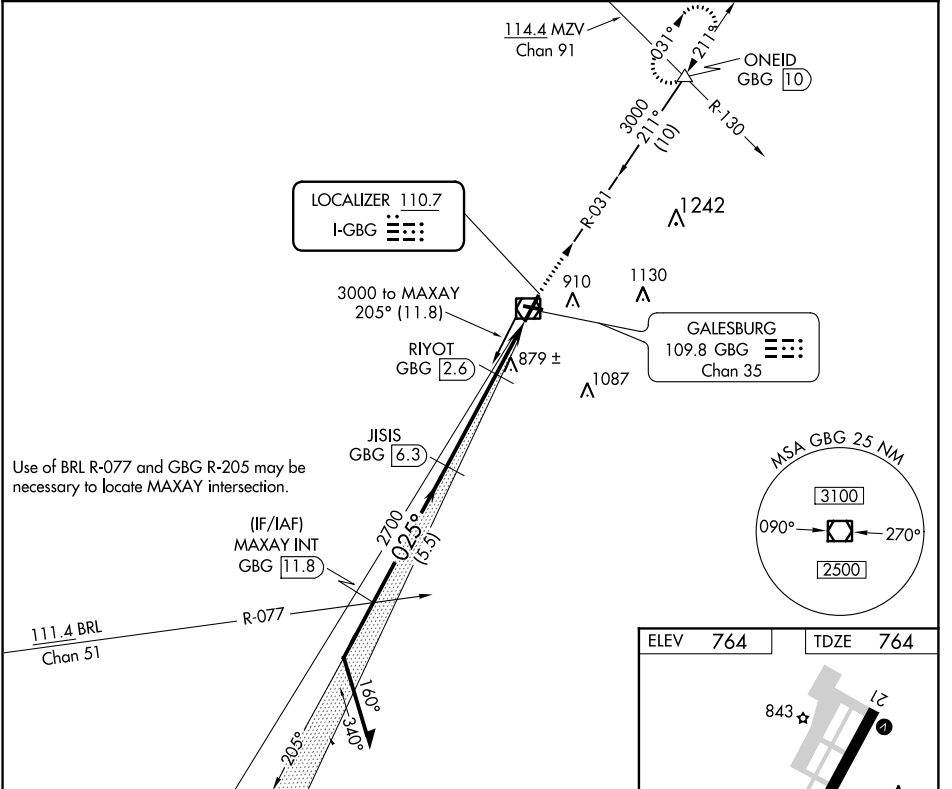 114.4 MZV
Chan 91
031°
211°
ONEID
GBG 10
R-130
3000
211°
(10)
R-031
LOCALIZER 110.7
I-GBG
1242
3000 to MAXAY
205° (11.8)
910
1130
GALESBURG
109.8 GBG
Chan 35
RIYOT
GBG 2.6
879 ±
1087
JISIS
GBG 6.3
Use of BRL R-077 and GBG R-205 may be
necessary to locate MAXAY intersection.
MSA GBG 25 NM
3100
090°
270°
2500
2700
025°
(5.5)
(IF/IAF)
MAXAY INT
GBG 11.8
R-077
111.4 BRL
Chan 51
160°
340°
205°
ELEV 764
TDZE 764
843
21
V